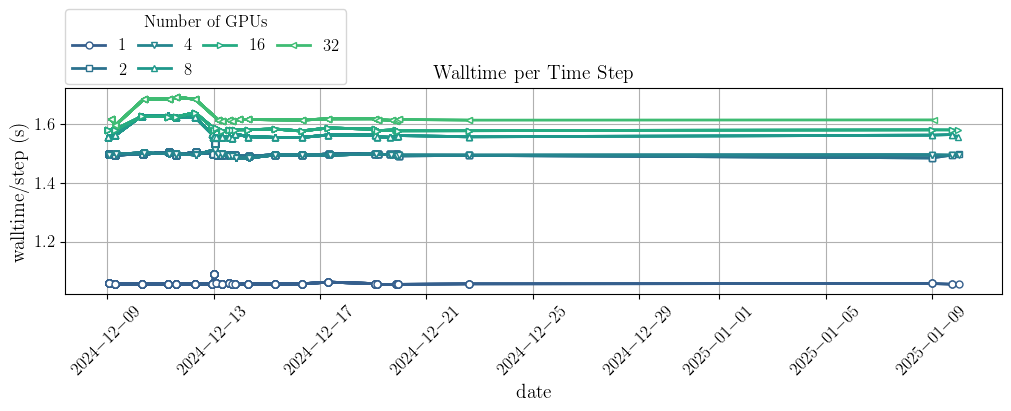 Number of GPUs
1 4 16 32
2 8
Walltime per Time Step
walltime/step (s)
1.6
1.4
1.2
2024−12−09 2024−12−13 2024−12−17 2024−12−21 2024−12−25 2024−12−29 2025−01−01 2025−01−05 2025−01−09
date